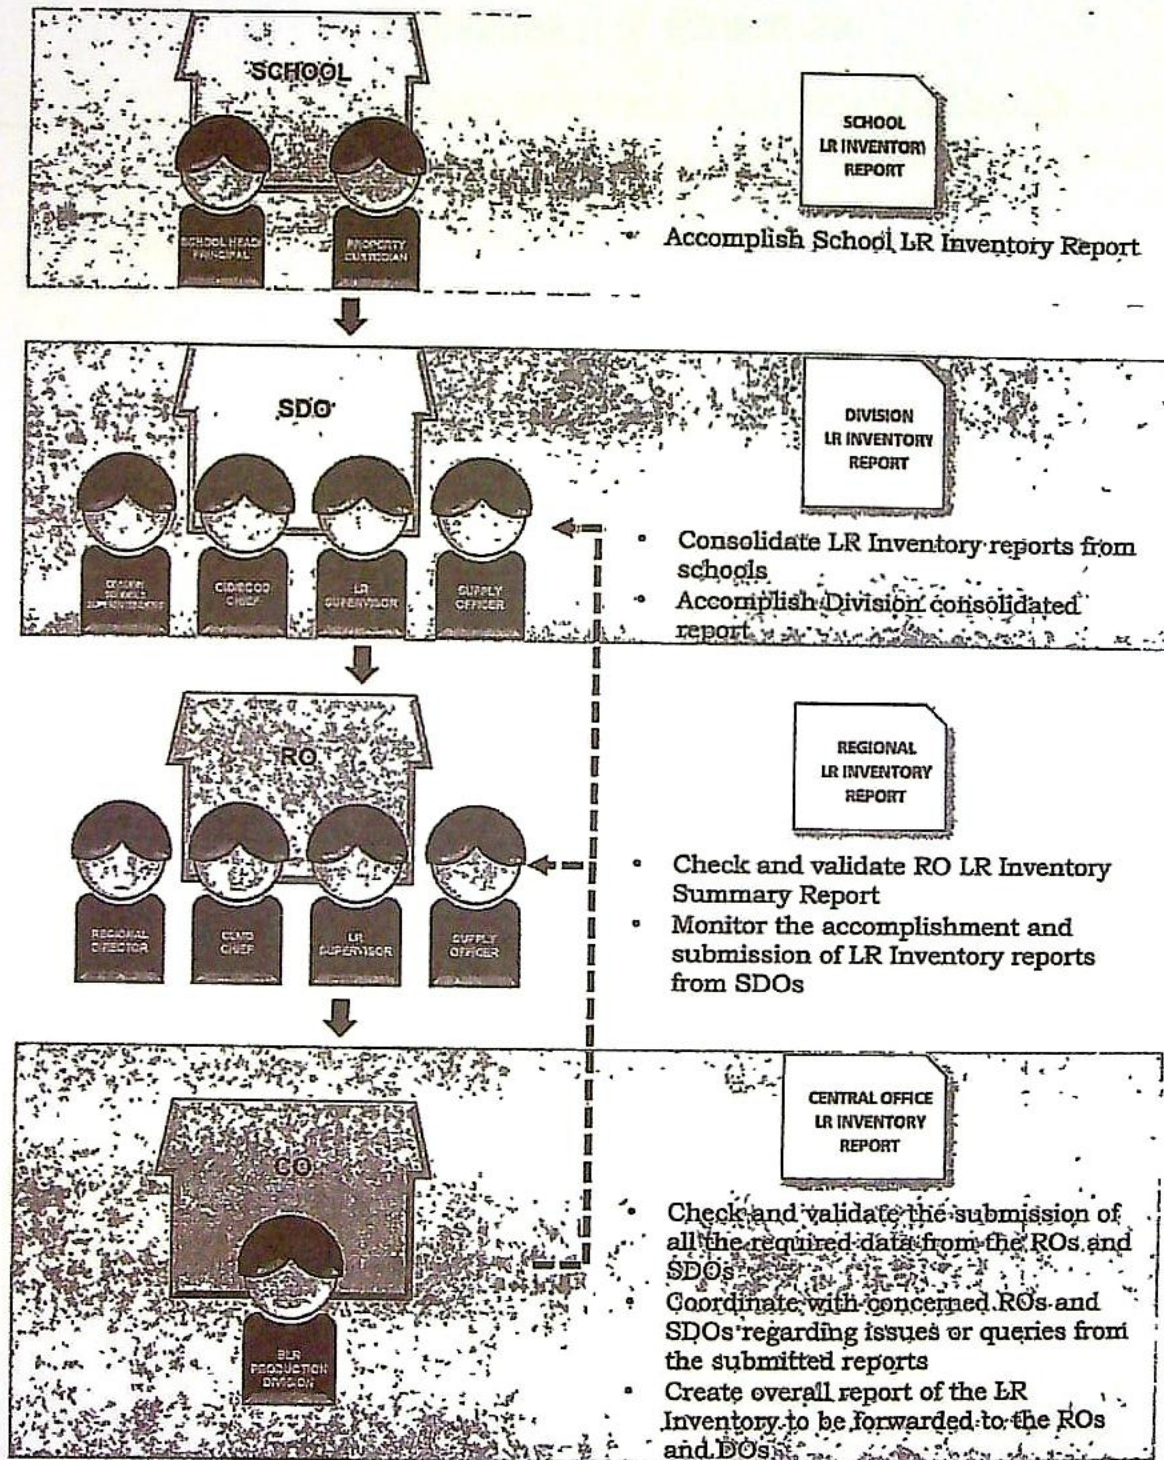 SCHOOL
SCHOOL HEAD/
PRINCIPAL
PROPERTY
CUSTODIAN
SCHOOL
LR INVENTORY
REPORT
• Accomplish School LR Inventory Report
SDO
DIVISION
SCHOOLS
SUPERINTENDENT
CID/SGOD
CHIEF
LR
SUPERVISOR
SUPPLY
OFFICER
DIVISION
LR INVENTORY
REPORT
• Consolidate LR Inventory reports from
schools
• Accomplish Division consolidated
report
RO
REGIONAL
DIRECTOR
CLMD
CHIEF
LR
SUPERVISOR
SUPPLY
OFFICER
REGIONAL
LR INVENTORY
REPORT
• Check and validate RO LR Inventory
Summary Report
• Monitor the accomplishment and
submission of LR Inventory reports
from SDOs
CO
BLR
PRODUCTION
DIVISION
CENTRAL OFFICE
LR INVENTORY
REPORT
• Check and validate the submission of
all the required data from the ROs and
SDOs
• Coordinate with concerned ROs and
SDOs regarding issues or queries from
the submitted reports
• Create overall report of the LR
Inventory to be forwarded to the ROs
and DOs